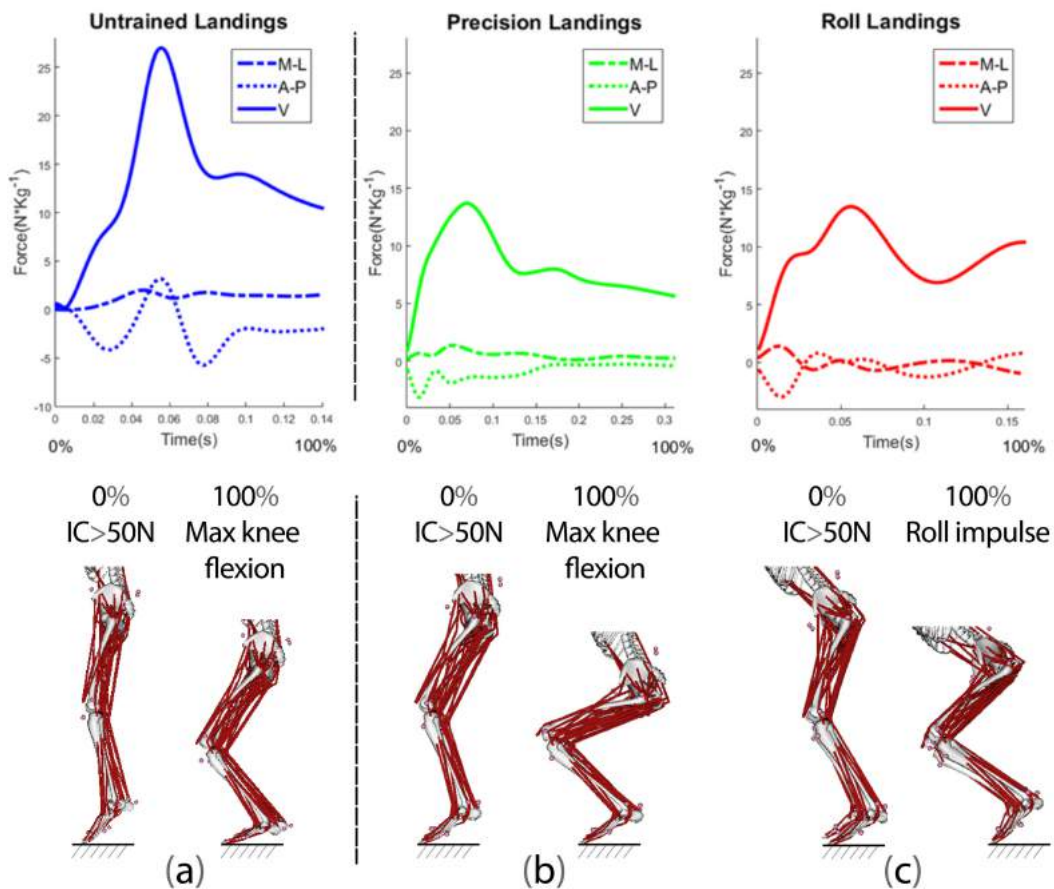 Untrained Landings
Precision Landings
Roll Landings
Force(N*Kg-1)
25
20
15
10
5
0
-5
-10
M-L
A-P
V
0
0.02
0.04
0.06
0.08
0.1
0.12
0.14
Time(s)
0%
100%
Force(N*Kg-1)
25
20
15
10
5
0
M-L
A-P
V
0
0.05
0.1
0.15
0.2
0.25
0.3
Time(s)
0%
100%
Force(N*Kg-1)
25
20
15
10
5
0
M-L
A-P
V
0
0.05
0.1
0.15
Time(s)
0%
100%
0%
IC>50N
100%
Max knee
flexion
0%
IC>50N
100%
Max knee
flexion
0%
IC>50N
100%
Roll impulse
(a)
(b)
(c)